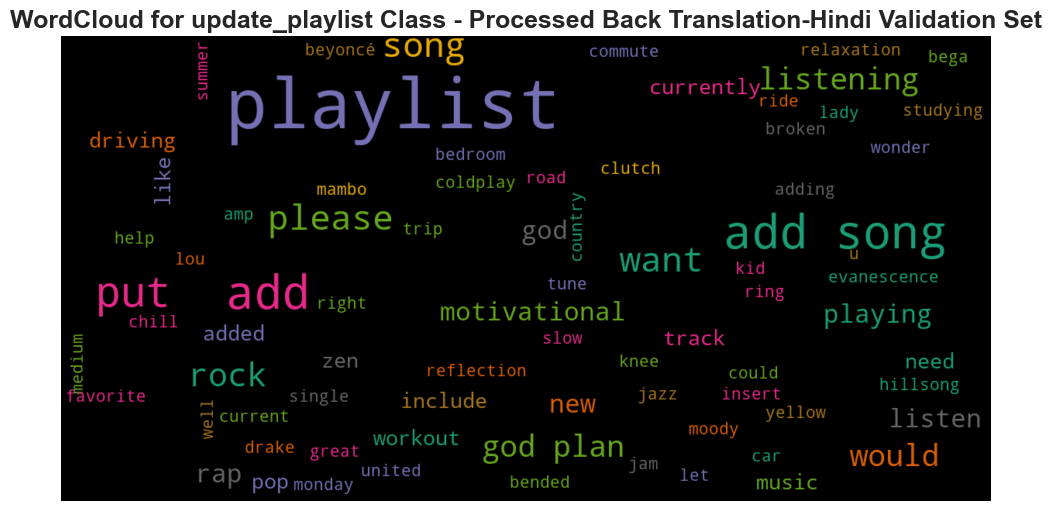 WordCloud for update_playlist Class - Processed Back Translation-Hindi Validation Set
summer beyoncé song commute relaxation bega
playlist currently listening
ride lady studying
driving broken wonder
like bedroom clutch
mambo coldplay road country adding
amp please trip god add song
help want u
lou kid evanescence
put add tune ring
chill right motivational playing
added slow track
medium zen knee need
rock reflection could hillsong
favorite single include jazz insert
well current new yellow listen
drake great workout god plan moody would
rap pop monday united jam let car
bended music